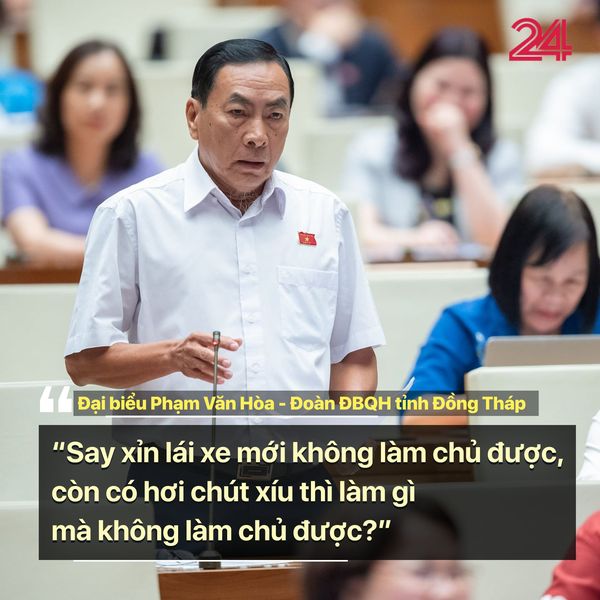 24
Đại biểu Phạm Văn Hòa - Đoàn ĐBQH tỉnh Đồng Tháp
“Say xỉn lái xe mới không làm chủ được,
còn có hơi chút xíu thì làm gì
mà không làm chủ được?”